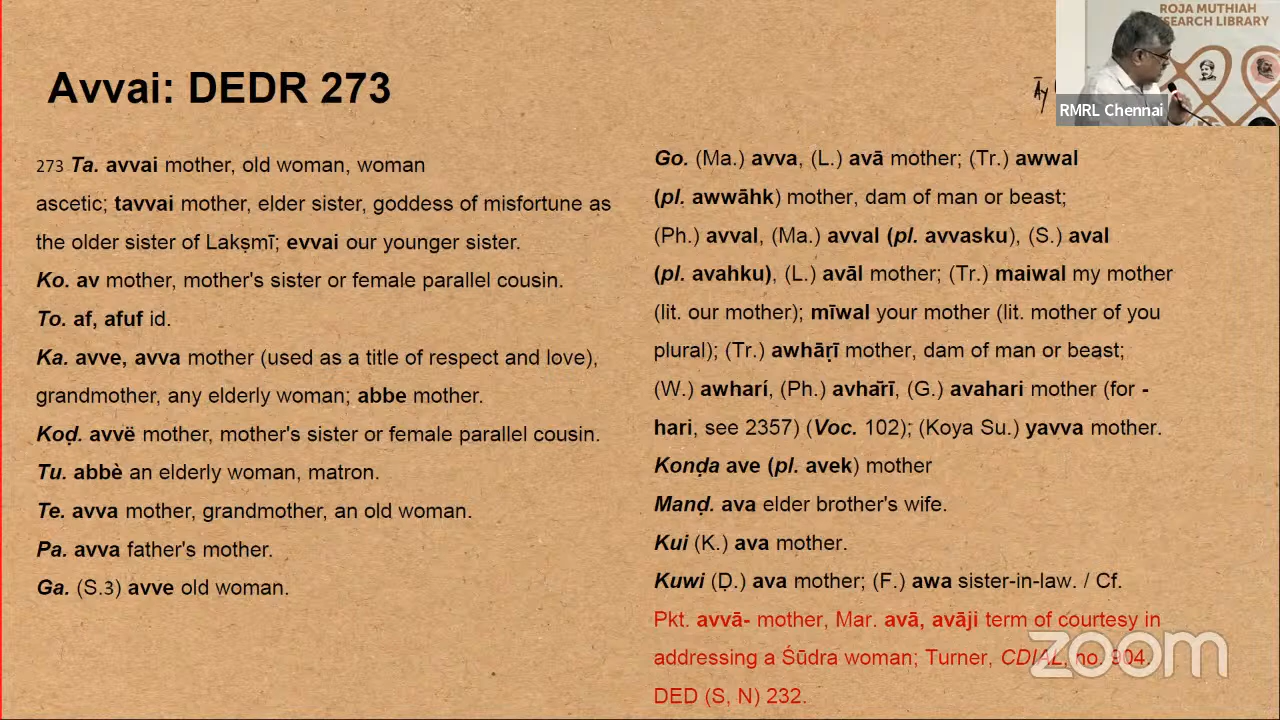 ROJA MUTHIAH
RESEARCH LIBRARY
Avvai: DEDR 273
Āy
RMRL Chennai
273 Ta. avvai mother, old woman, woman
ascetic; tavvai mother, elder sister, goddess of misfortune as
the older sister of Lakṣmī; evvai our younger sister.
Ko. av mother, mother's sister or female parallel cousin.
To. af, afuf id.
Ka. avve, avva mother (used as a title of respect and love),
grandmother, any elderly woman; abbe mother.
Koḍ. avvë mother, mother's sister or female parallel cousin.
Tu. abbè an elderly woman, matron.
Te. avva mother, grandmother, an old woman.
Pa. avva father's mother.
Ga. (S.3) avve old woman.
Go. (Ma.) avva, (L.) avā mother; (Tr.) awwal
(pl. awwāhk) mother, dam of man or beast;
(Ph.) avval, (Ma.) avval (pl. avvasku), (S.) aval
(pl. avahku), (L.) avāl mother; (Tr.) maiwal my mother
(lit. our mother); mīwal your mother (lit. mother of you
plural); (Tr.) awhāṛī mother, dam of man or beast;
(W.) awharí, (Ph.) avhāṛī, (G.) avahari mother (for -
hari, see 2357) (Voc. 102); (Koya Su.) yavva mother.
Konḍa ave (pl. avek) mother
Manḍ. ava elder brother's wife.
Kui (K.) ava mother.
Kuwi (Ḍ.) ava mother; (F.) awa sister-in-law. / Cf.
Pkt. avvā- mother, Mar. avā, avāji term of courtesy in
addressing a Śūdra woman; Turner, CDIAL, no. 904.
DED (S, N) 232.
zoom